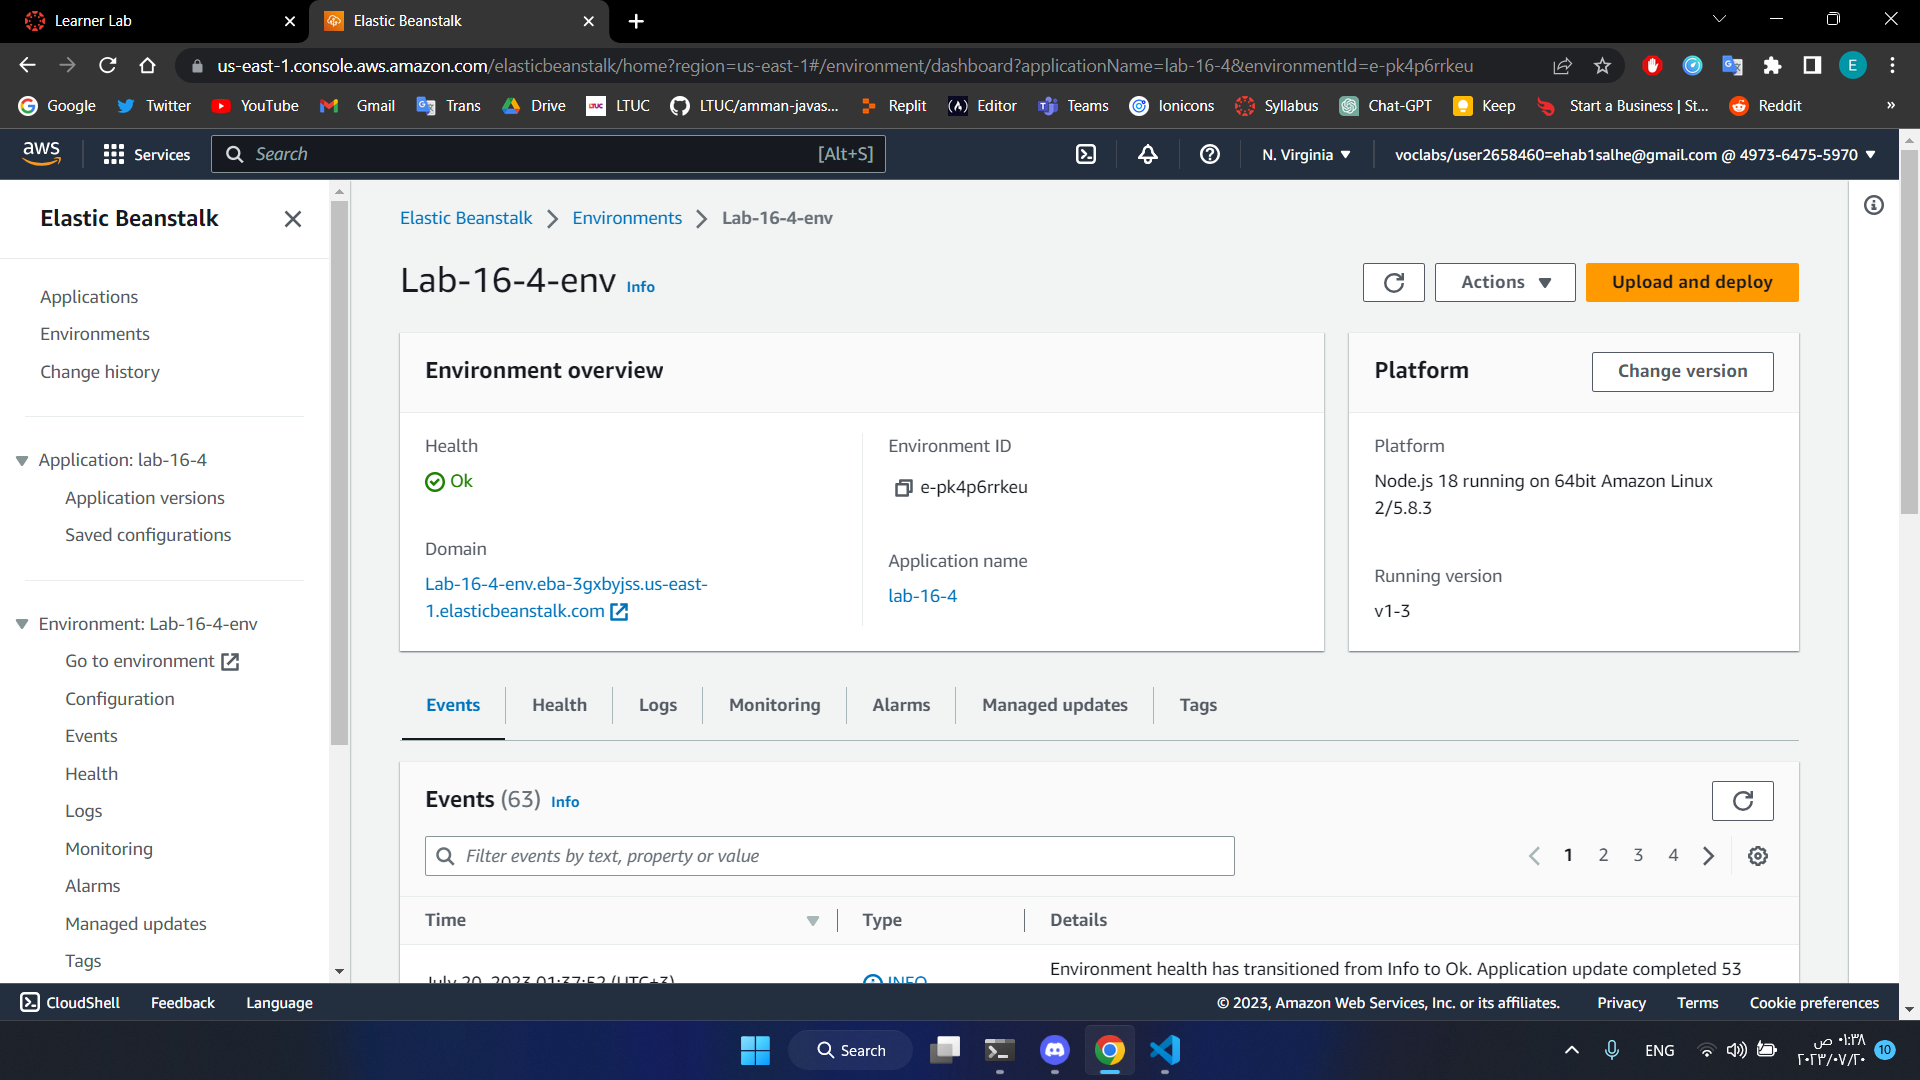 Learner Lab
Elastic Beanstalk
us-east-1.console.aws.amazon.com/elasticbeanstalk/home?region=us-east-1#/environment/dashboard?applicationName=lab-16-4&environmentId=e-pk4p6rrkeu
E
Google
Twitter
YouTube
Gmail
Trans
Drive
LTUC
LTUC/amman-javas...
Replit
Editor
Teams
Ionicons
Syllabus
Chat-GPT
Keep
Start a Business | St...
Reddit
»
aws
Services
Search
[Alt+S]
N. Virginia
voclabs/user2658460=ehab1salhe@gmail.com @ 4973-6475-5970
Elastic Beanstalk
Applications
Environments
Change history
Application: lab-16-4
Application versions
Saved configurations
Environment: Lab-16-4-env
Go to environment
Configuration
Events
Health
Logs
Monitoring
Alarms
Managed updates
Tags
Elastic Beanstalk
Environments
Lab-16-4-env
Lab-16-4-env Info
Actions
Upload and deploy
Environment overview
Health
Ok
Domain
Lab-16-4-env.eba-3gxbyjss.us-east-
1.elasticbeanstalk.com
Environment ID
e-pk4p6rrkeu
Application name
lab-16-4
Platform
Change version
Platform
Node.js 18 running on 64bit Amazon Linux
2/5.8.3
Running version
v1-3
Events
Health
Logs
Monitoring
Alarms
Managed updates
Tags
Events (63) Info
Filter events by text, property or value
1
2
3
4
Time
Type
Details
July 20, 2023 01:37:52 (UTC+3)
INFO
Environment health has transitioned from Info to Ok. Application update completed 53
CloudShell
Feedback
Language
© 2023, Amazon Web Services, Inc. or its affiliates.
Privacy
Terms
Cookie preferences
Search
ENG
٠١:٣٨ ص
٢٠٢٣/٠٧/٢٠
10